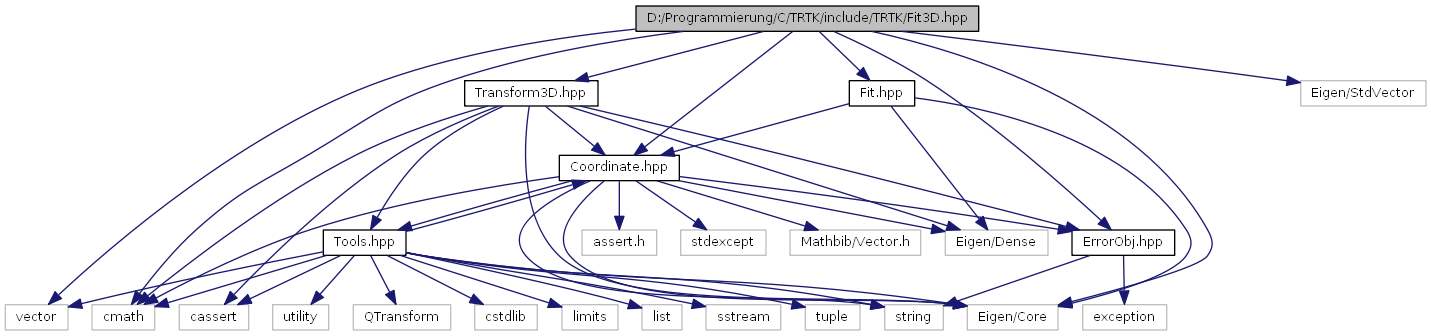 D:/Programmierung/C/TRTK/include/TRTK/Fit3D.hpp
Transform3D.hpp
Fit.hpp
Eigen/StdVector
Coordinate.hpp
Tools.hpp
assert.h
stdexcept
Mathbib/Vector.h
Eigen/Dense
ErrorObj.hpp
vector
cmath
cassert
utility
QTransform
cstdlib
limits
list
sstream
tuple
string
Eigen/Core
exception